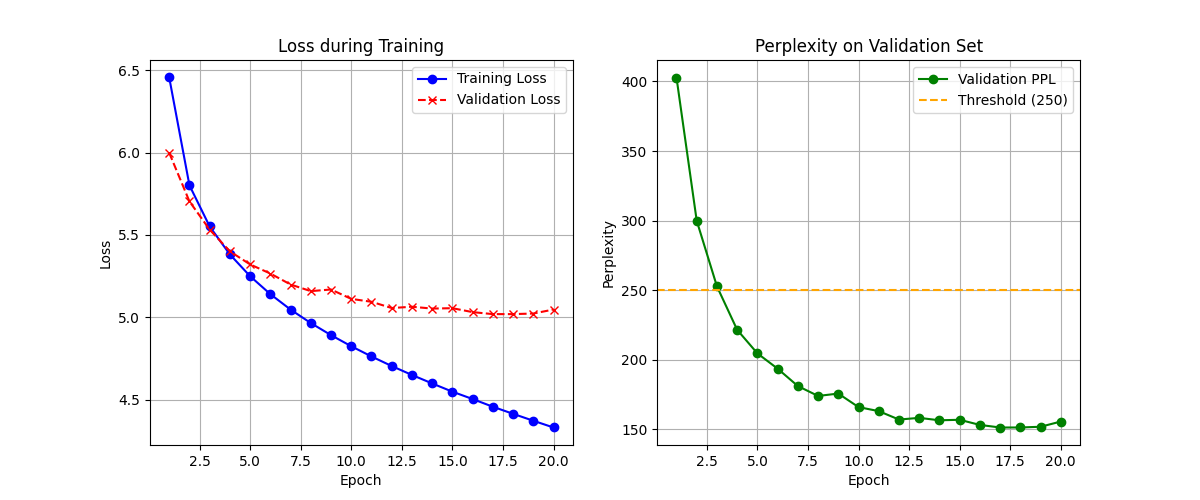 Loss during Training
Training Loss
Validation Loss
6.5
6.0
5.5
5.0
4.5
Loss
2.5 5.0 7.5 10.0 12.5 15.0 17.5 20.0
Epoch
Perplexity on Validation Set
Validation PPL
Threshold (250)
400
350
300
250
200
150
Perplexity
2.5 5.0 7.5 10.0 12.5 15.0 17.5 20.0
Epoch